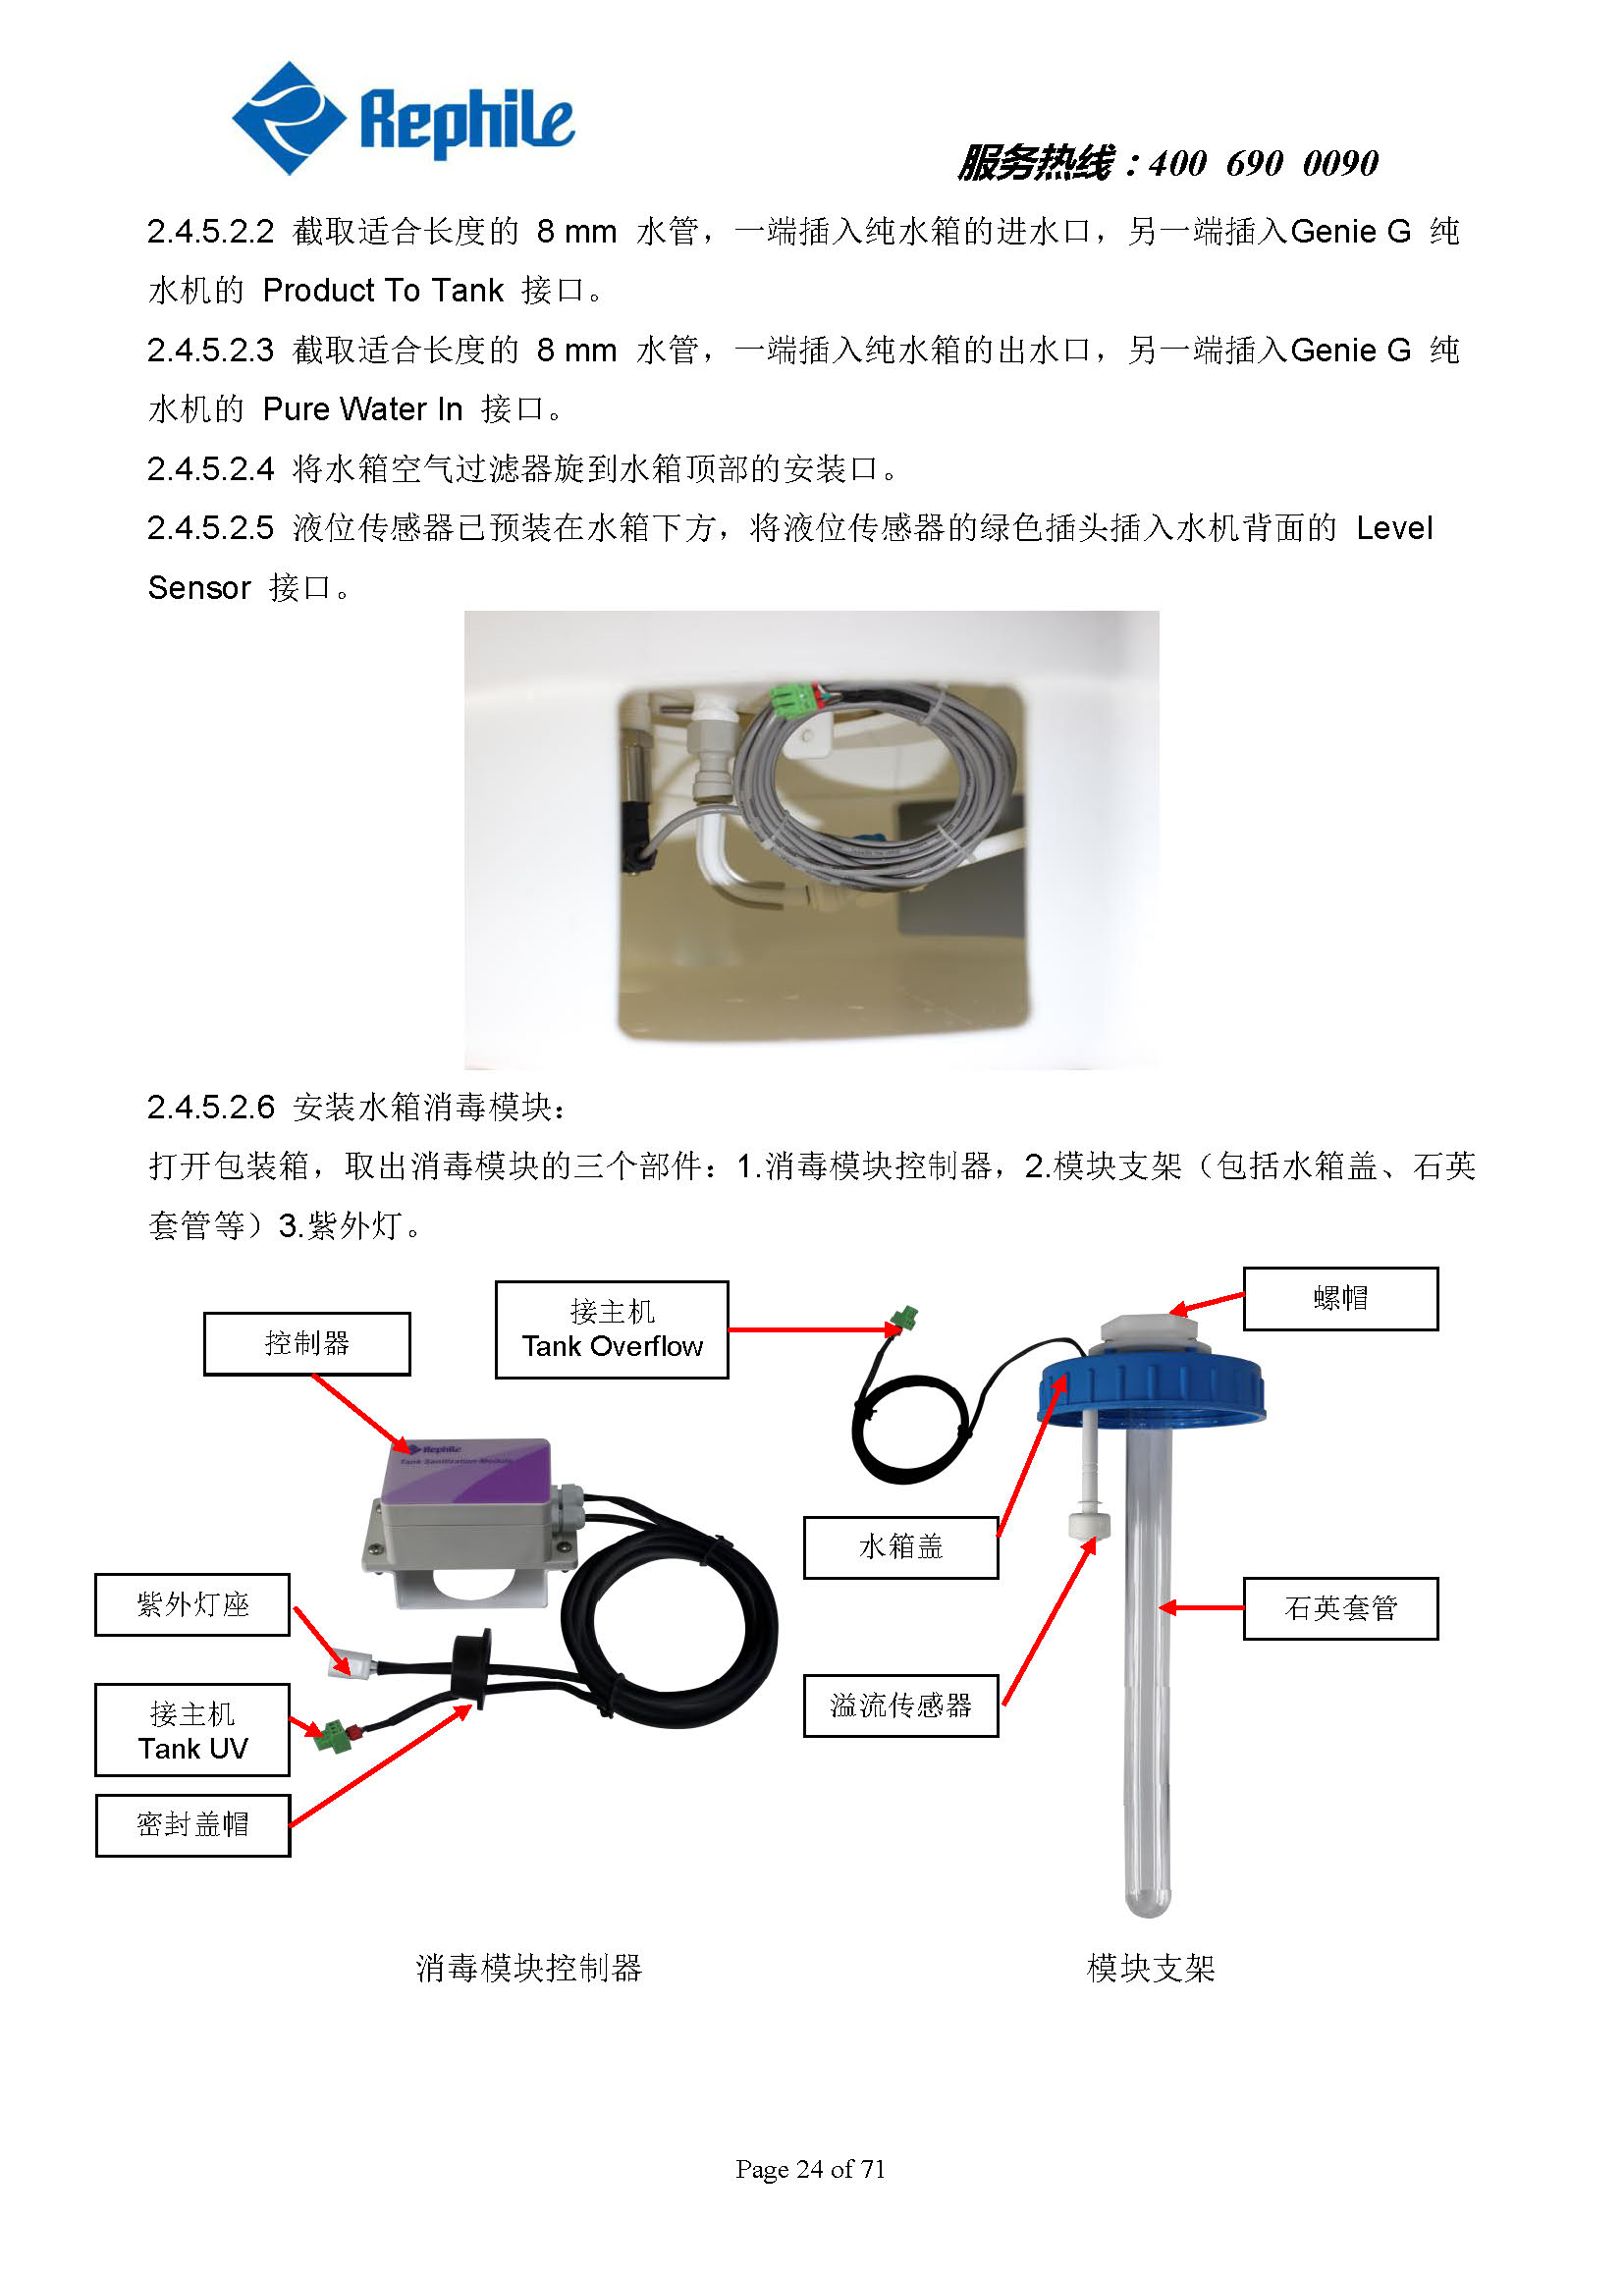 Rephile
服务热线：400 690 0090
2.4.5.2.2 截取适合长度的 8 mm 水管，一端插入纯水箱的进水口，另一端插入Genie G 纯
水机的 Product To Tank 接口。
2.4.5.2.3 截取适合长度的 8 mm 水管，一端插入纯水箱的出水口，另一端插入Genie G 纯
水机的 Pure Water In 接口。
2.4.5.2.4 将水箱空气过滤器旋到水箱顶部的安装口。
2.4.5.2.5 液位传感器已预装在水箱下方，将液位传感器的绿色插头插入水机背面的 Level
Sensor 接口。
2.4.5.2.6 安装水箱消毒模块：
打开包装箱，取出消毒模块的三个部件：1.消毒模块控制器，2.模块支架（包括水箱盖、石英
套管等）3.紫外灯。
控制器
接主机
Tank Overflow
螺帽
Rephile
Tank Sanitization Module
水箱盖
紫外灯座
石英套管
接主机
Tank UV
溢流传感器
密封盖帽
消毒模块控制器
模块支架
Page 24 of 71